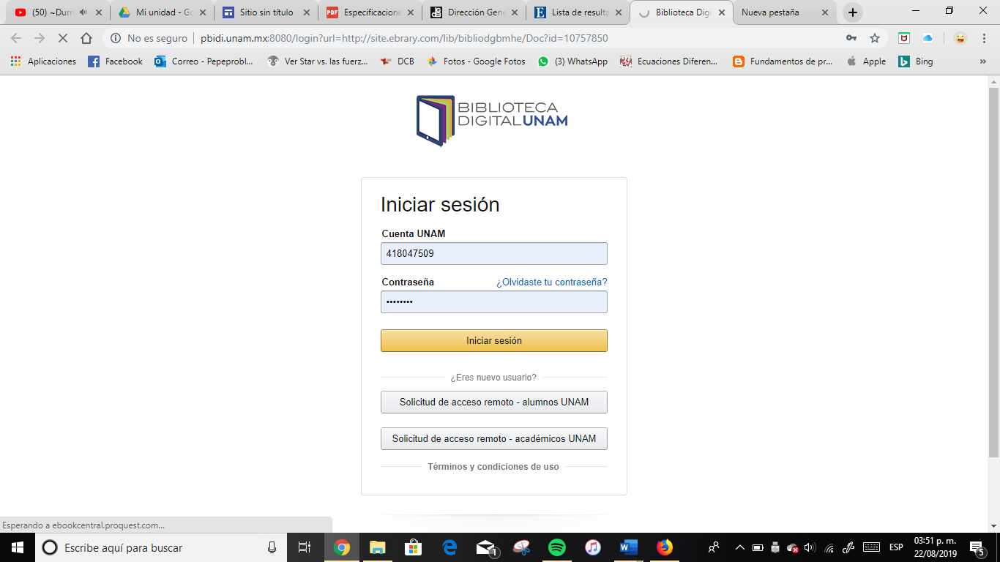 (50) ~Durr
Mi unidad - Go
Sitio sin título
Especificacione
Dirección Gene
Lista de resulta
Biblioteca Digi
Nueva pestaña
No es seguro | pbidi.unam.mx:8080/login?url=http://site.ebrary.com/lib/bibliodgbmhe/Doc?id=10757850
Aplicaciones
Facebook
Correo - Pepeprobl...
Ver Star vs. las fuerz...
DCB
Fotos - Google Fotos
(3) WhatsApp
Ecuaciones Diferen...
Fundamentos de pr...
Apple
Bing
»
BIBLIOTECA
DIGITALUNAM
Iniciar sesión
Cuenta UNAM
418047509
Contraseña ¿Olvidaste tu contraseña?
••••••••
Iniciar sesión
¿Eres nuevo usuario?
Solicitud de acceso remoto - alumnos UNAM
Solicitud de acceso remoto - académicos UNAM
Términos y condiciones de uso
Esperando a ebookcentral.proquest.com...
Escribe aquí para buscar
1
ESP
03:51 p. m.
22/08/2019
5